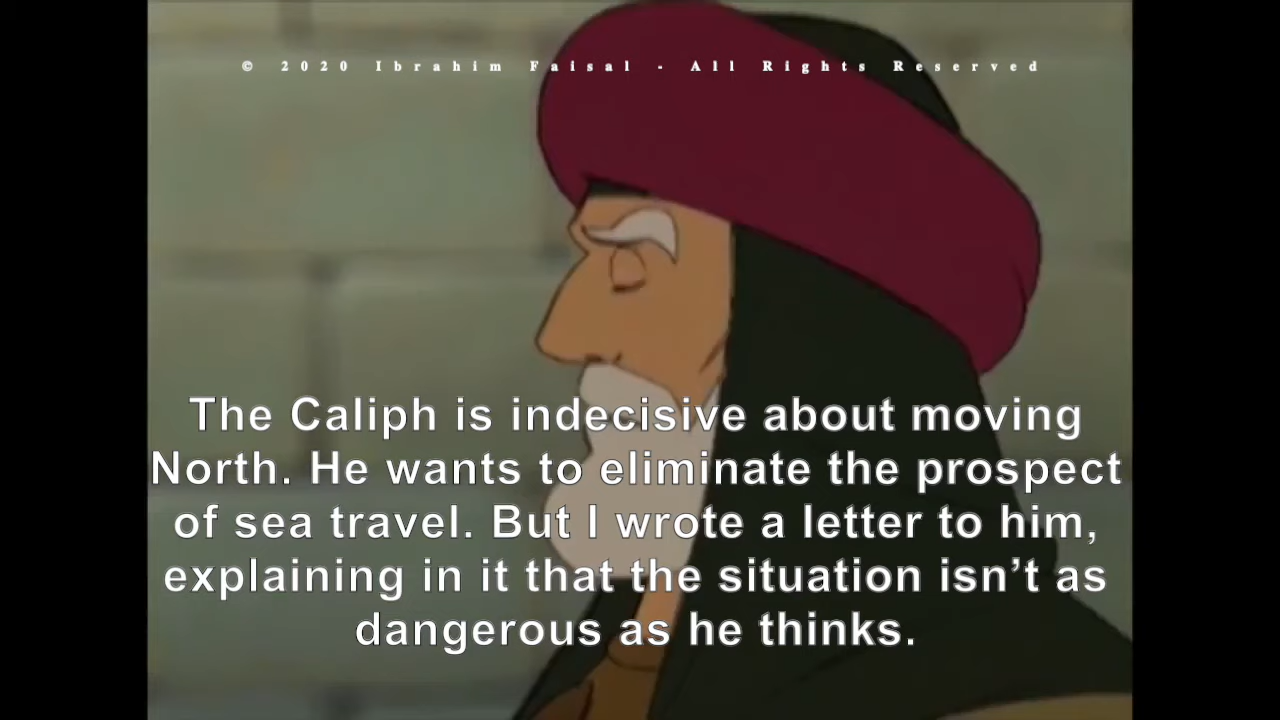 © 2020 Ibrahim Faisal - All Rights Reserved
The Caliph is indecisive about moving
North. He wants to eliminate the prospect
of sea travel. But I wrote a letter to him,
explaining in it that the situation isn’t as
dangerous as he thinks.